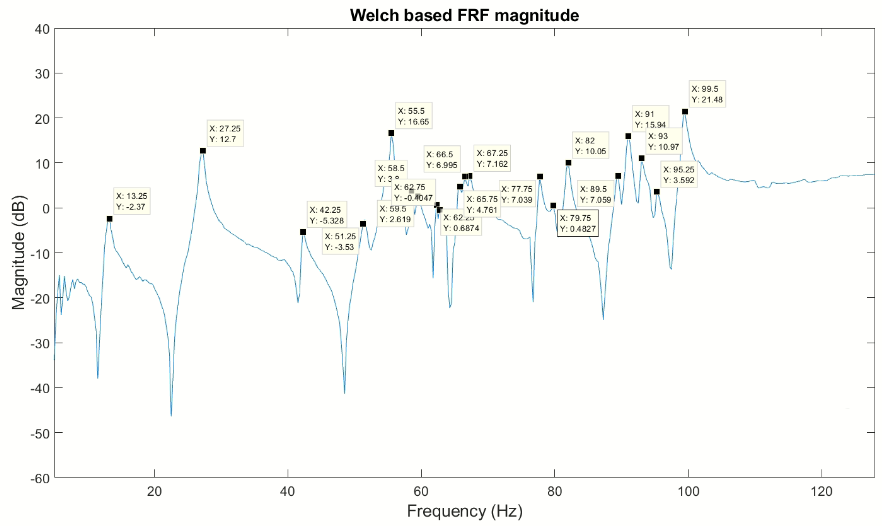 Welch based FRF magnitude
40
30
20
10
0
-10
-20
-30
-40
-50
-60
Magnitude (dB)
20
40
60
80
100
120
Frequency (Hz)
X: 13.25
Y: -2.37
X: 27.25
Y: 12.7
X: 42.25
Y: -5.328
X: 51.25
Y: -3.53
X: 55.5
Y: 16.65
X: 58.5
X: 59.5
Y: 2.619
X: 62.75
Y: -0.4047
Y: 0.6874
X: 66.5
Y: 6.995
X: 65.75
Y: 4.761
X: 67.25
Y: 7.162
X: 77.75
Y: 7.039
X: 79.75
Y: 0.4827
X: 82
Y: 10.05
X: 89.5
Y: 7.059
X: 91
Y: 15.94
X: 93
Y: 10.97
X: 95.25
Y: 3.592
X: 99.5
Y: 21.48